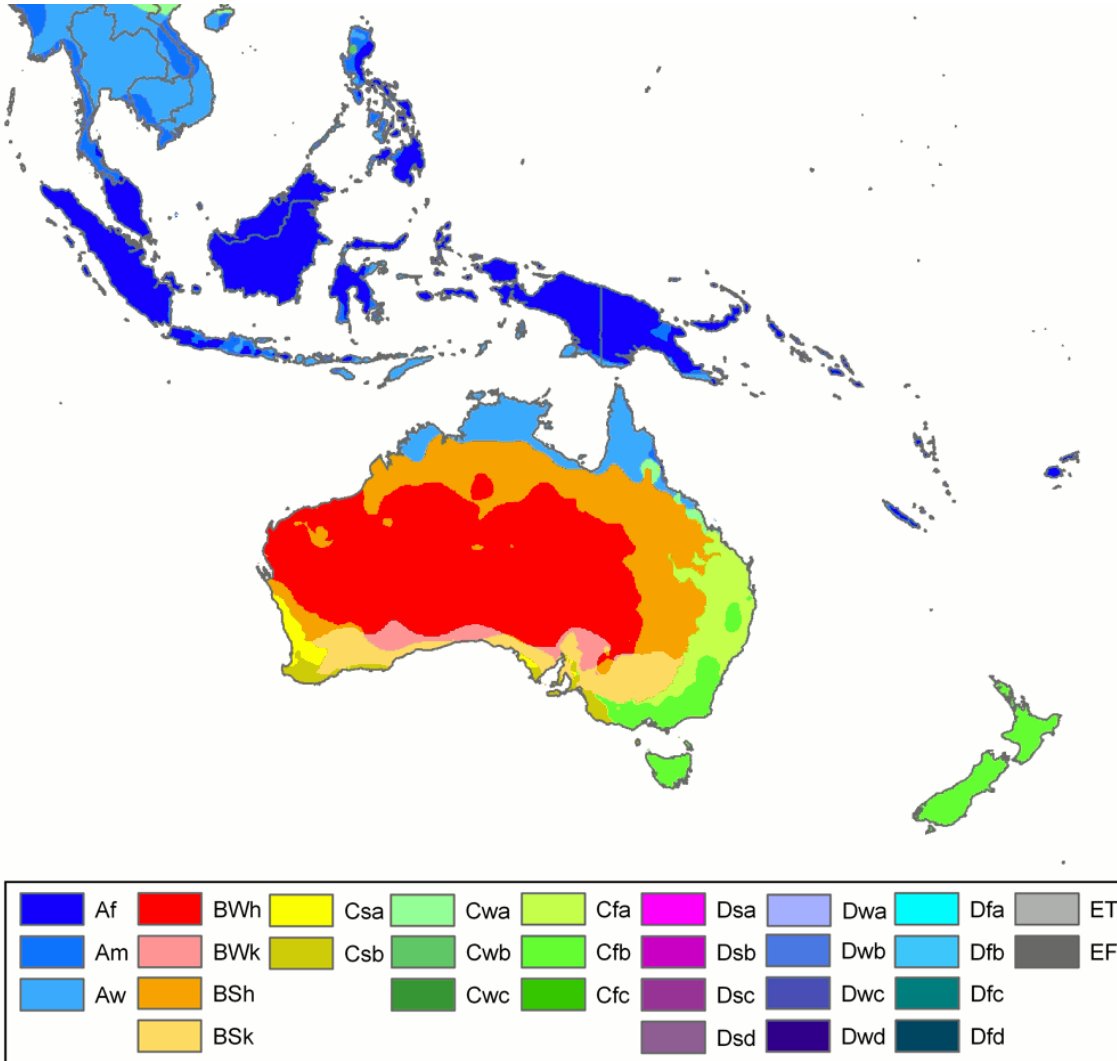 Af BWh Csa Cwa Cfa Dsa Dwa Dfa ET
Am BWk Csb Cwb Cfb Dsb Dwb Dfb EF
Aw BSh Cwc Cfc Dsc Dwc Dfc
BSk Dsd Dwd Dfd